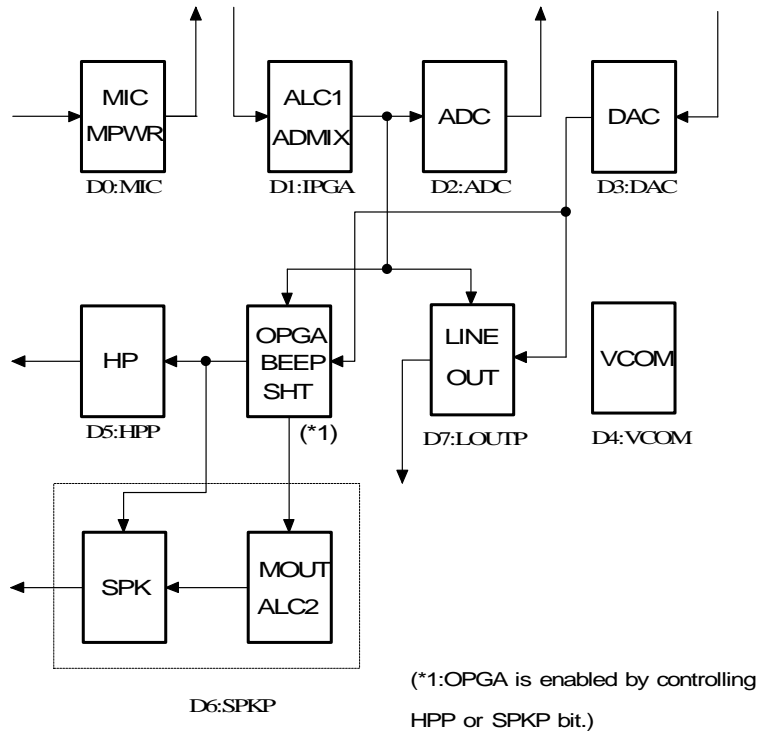 MIC
MPWR
D0:MIC
ALC1
ADMIX
D1:IPGA
ADC
D2:ADC
DAC
D3:DAC
HP
D5:HPP
OPGA
BEEP
SHT
(*1)
LINE
OUT
D7:LOUTP
VCOM
D4:VCOM
SPK
MOUT
ALC2
D6:SPKP
(*1:OPGA is enabled by controlling
HPP or SPKP bit.)